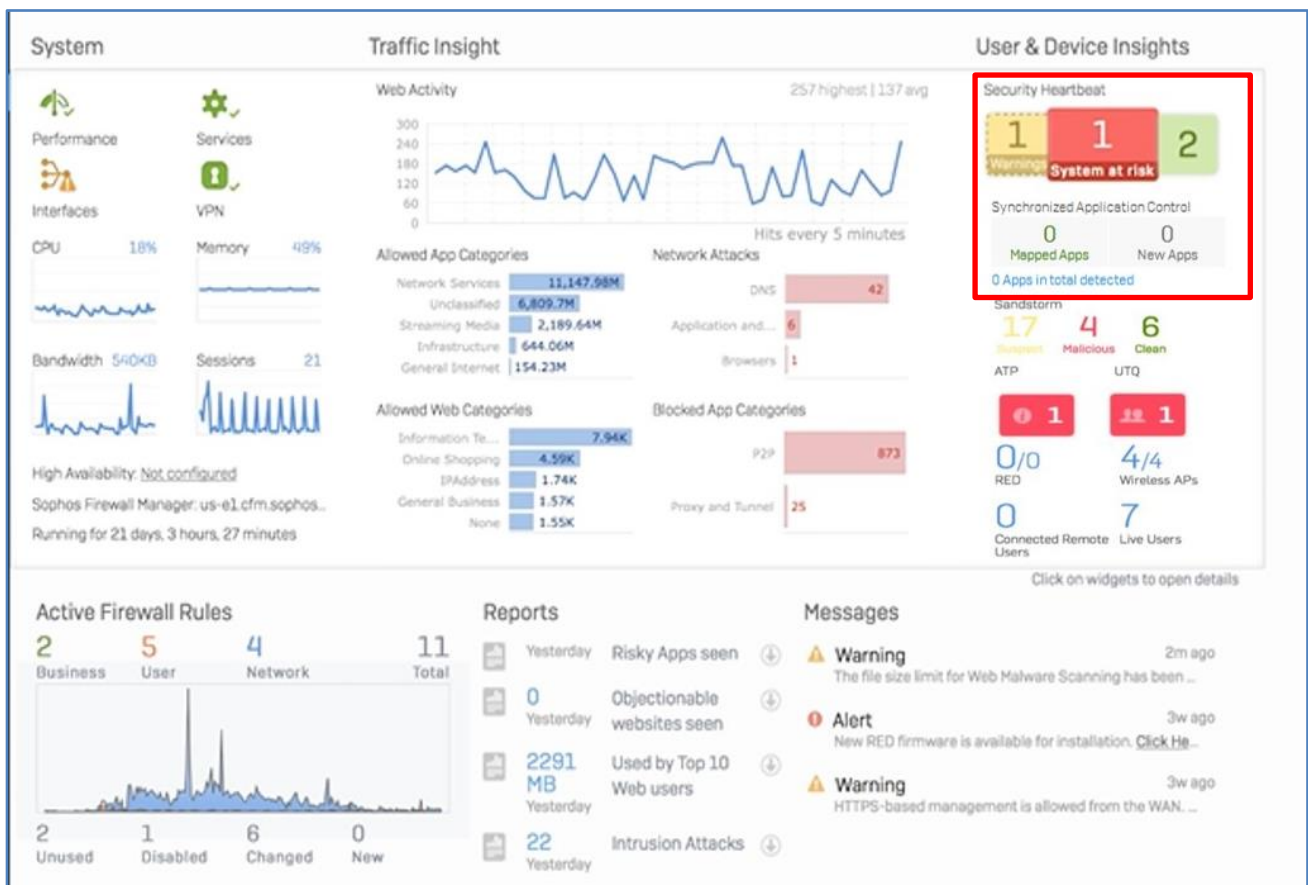 System
Traffic Insight
User & Device Insights
Performance
Services
Interfaces
VPN
CPU 18%
Memory 49%
Bandwidth 540KB
Sessions 21
High Availability: Not configured
Sophos Firewall Manager: us-e1.cfm.sophos...
Running for 21 days, 3 hours, 27 minutes
Web Activity
257 highest | 137 avg
300
240
180
120
60
0
Hits every 5 minutes
Allowed App Categories
Network Services 11,147.98M
Unclassified 6,809.7M
Streaming Media 2,189.64M
Infrastructure 644.06M
General Internet 154.23M
Network Attacks
DNS 42
Application and... 6
Browsers 1
Allowed Web Categories
Information Te... 7.94K
Online Shopping 4.59K
IPAddress 1.74K
General Business 1.57K
None 1.55K
Blocked App Categories
P2P 873
Proxy and Tunnel 25
Security Heartbeat
1 1 2
Warnings System at risk
Synchronized Application Control
0 0
Mapped Apps New Apps
0 Apps in total detected
Sandstorm
17 4 6
Suspect Malicious Clean
ATP UTQ
1 1
0/0 4/4
RED Wireless APs
0 7
Connected Remote Users Live Users
Click on widgets to open details
Active Firewall Rules
2 5 4 11
Business User Network Total
2 1 6 0
Unused Disabled Changed New
Reports
Yesterday Risky Apps seen
0 Objectionable
Yesterday websites seen
2291 Used by Top 10
MB Web users
Yesterday
22 Intrusion Attacks
Yesterday
Messages
Warning 2m ago
The file size limit for Web Malware Scanning has been ...
Alert 3w ago
New RED firmware is available for installation. Click He...
Warning 3w ago
HTTPS-based management is allowed from the WAN. ...